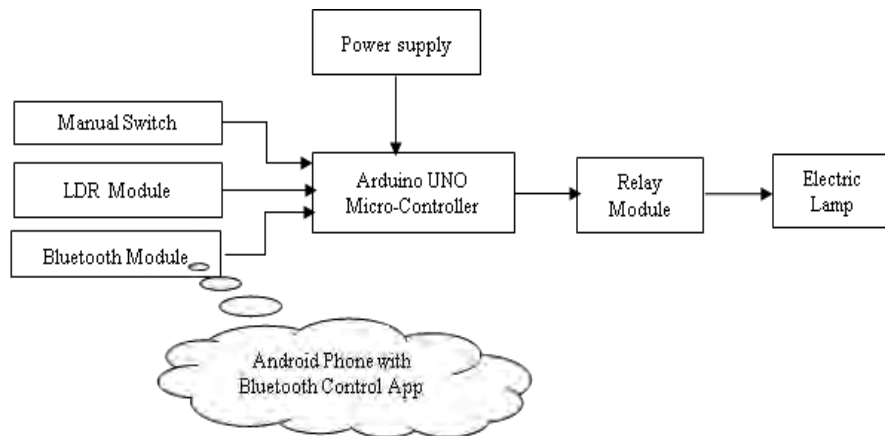 Power supply
Manual Switch
LDR Module
Bluetooth Module
Arduino UNO
Micro-Controller
Relay
Module
Electric
Lamp
Android Phone with
Bluetooth Control App